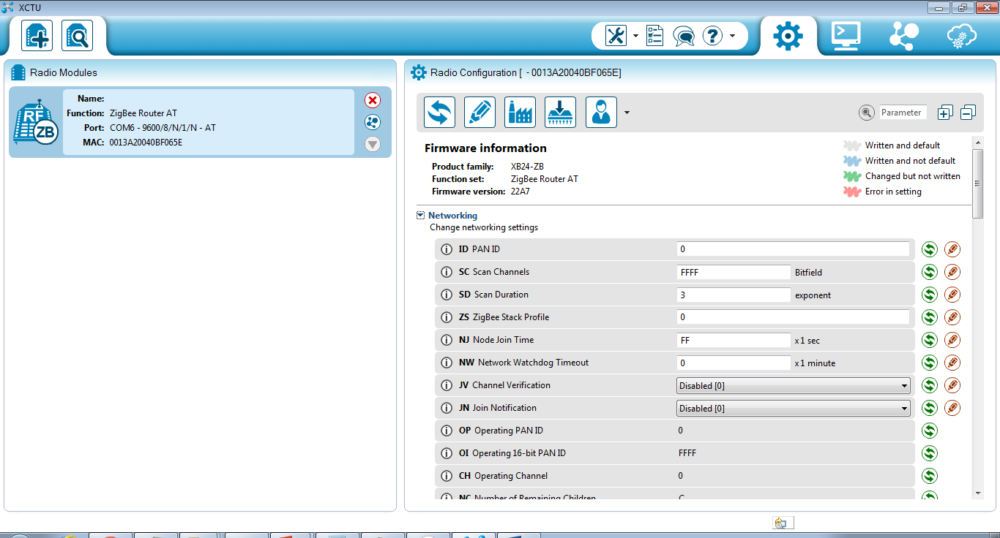 XCTU
Radio Modules
Name:
Function: ZigBee Router AT
Port: COM6 - 9600/8/N/1/N - AT
MAC: 0013A20040BF065E
RF
ZB
Radio Configuration [  - 0013A20040BF065E]
Parameter
Firmware information
Product family: XB24-ZB
Function set: ZigBee Router AT
Firmware version: 22A7
Written and default
Written and not default
Changed but not written
Error in setting
Networking
Change networking settings
ID PAN ID 0
SC Scan Channels FFFF Bitfield
SD Scan Duration 3 exponent
ZS ZigBee Stack Profile 0
NJ Node Join Time FF x 1 sec
NW Network Watchdog Timeout 0 x 1 minute
JV Channel Verification Disabled [0]
JN Join Notification Disabled [0]
OP Operating PAN ID 0
OI Operating 16-bit PAN ID FFFF
CH Operating Channel 0
NC Number of Remaining Children C